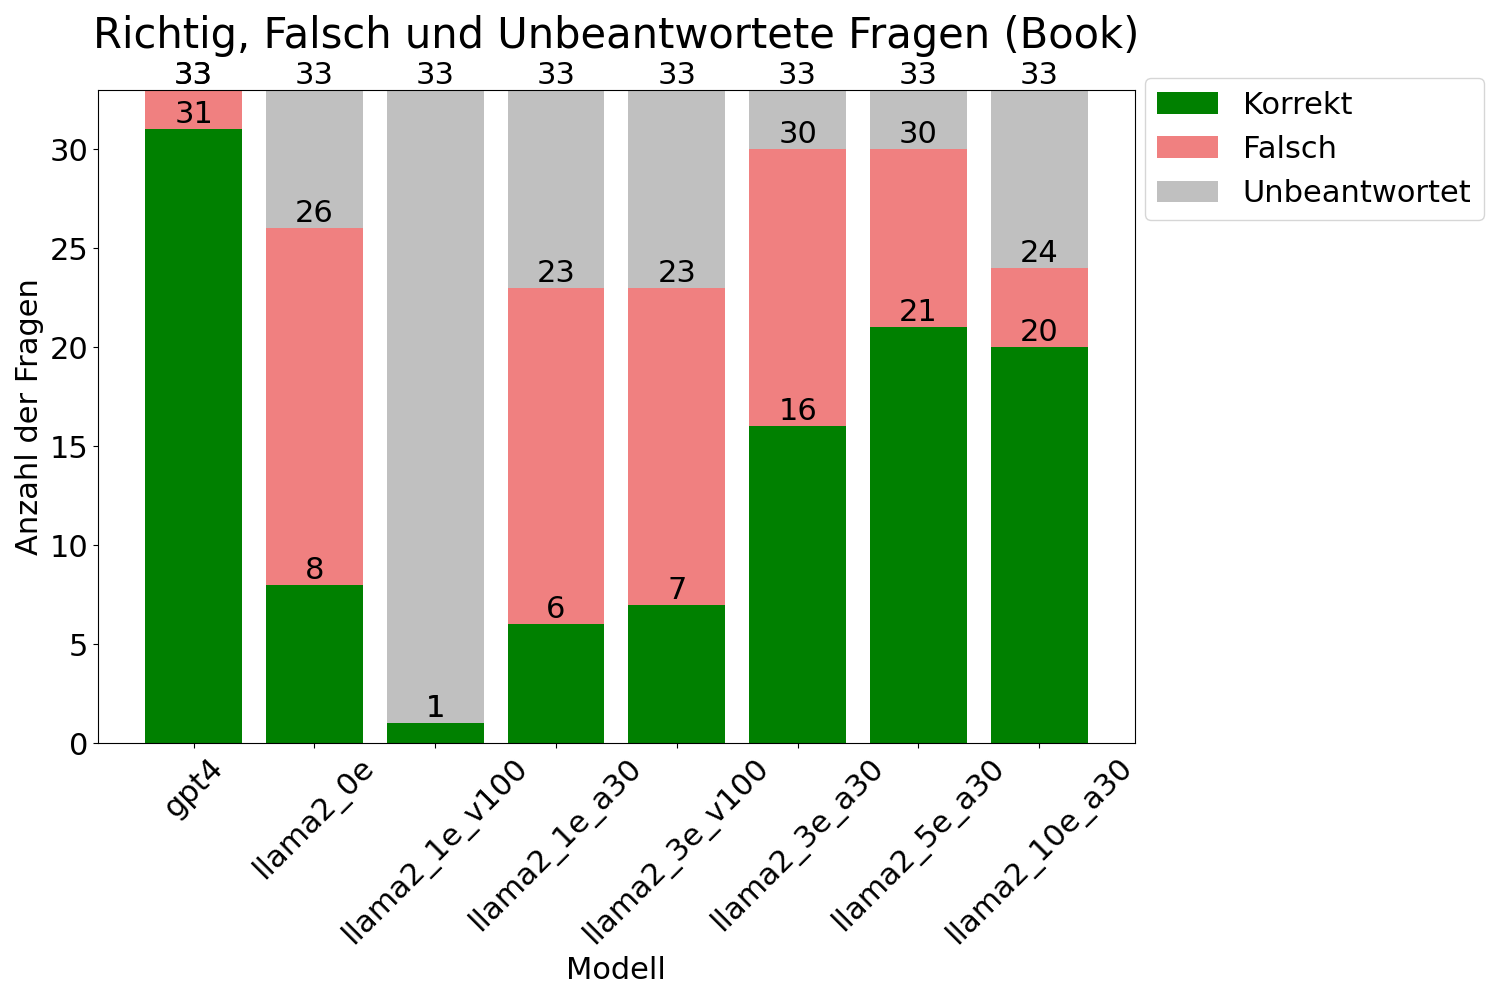 Richtig, Falsch und Unbeantwortete Fragen (Book)
33 33 33 33 33 33 33 33
31 30 30
26 23 23 24
21 20
16
8 6 7
1
Anzahl der Fragen
30
25
20
15
10
5
0
gpt4
llama2_0e
llama2_1e_v100
llama2_1e_a30
llama2_3e_v100
llama2_3e_a30
llama2_5e_a30
llama2_10e_a30
Modell
Korrekt
Falsch
Unbeantwortet